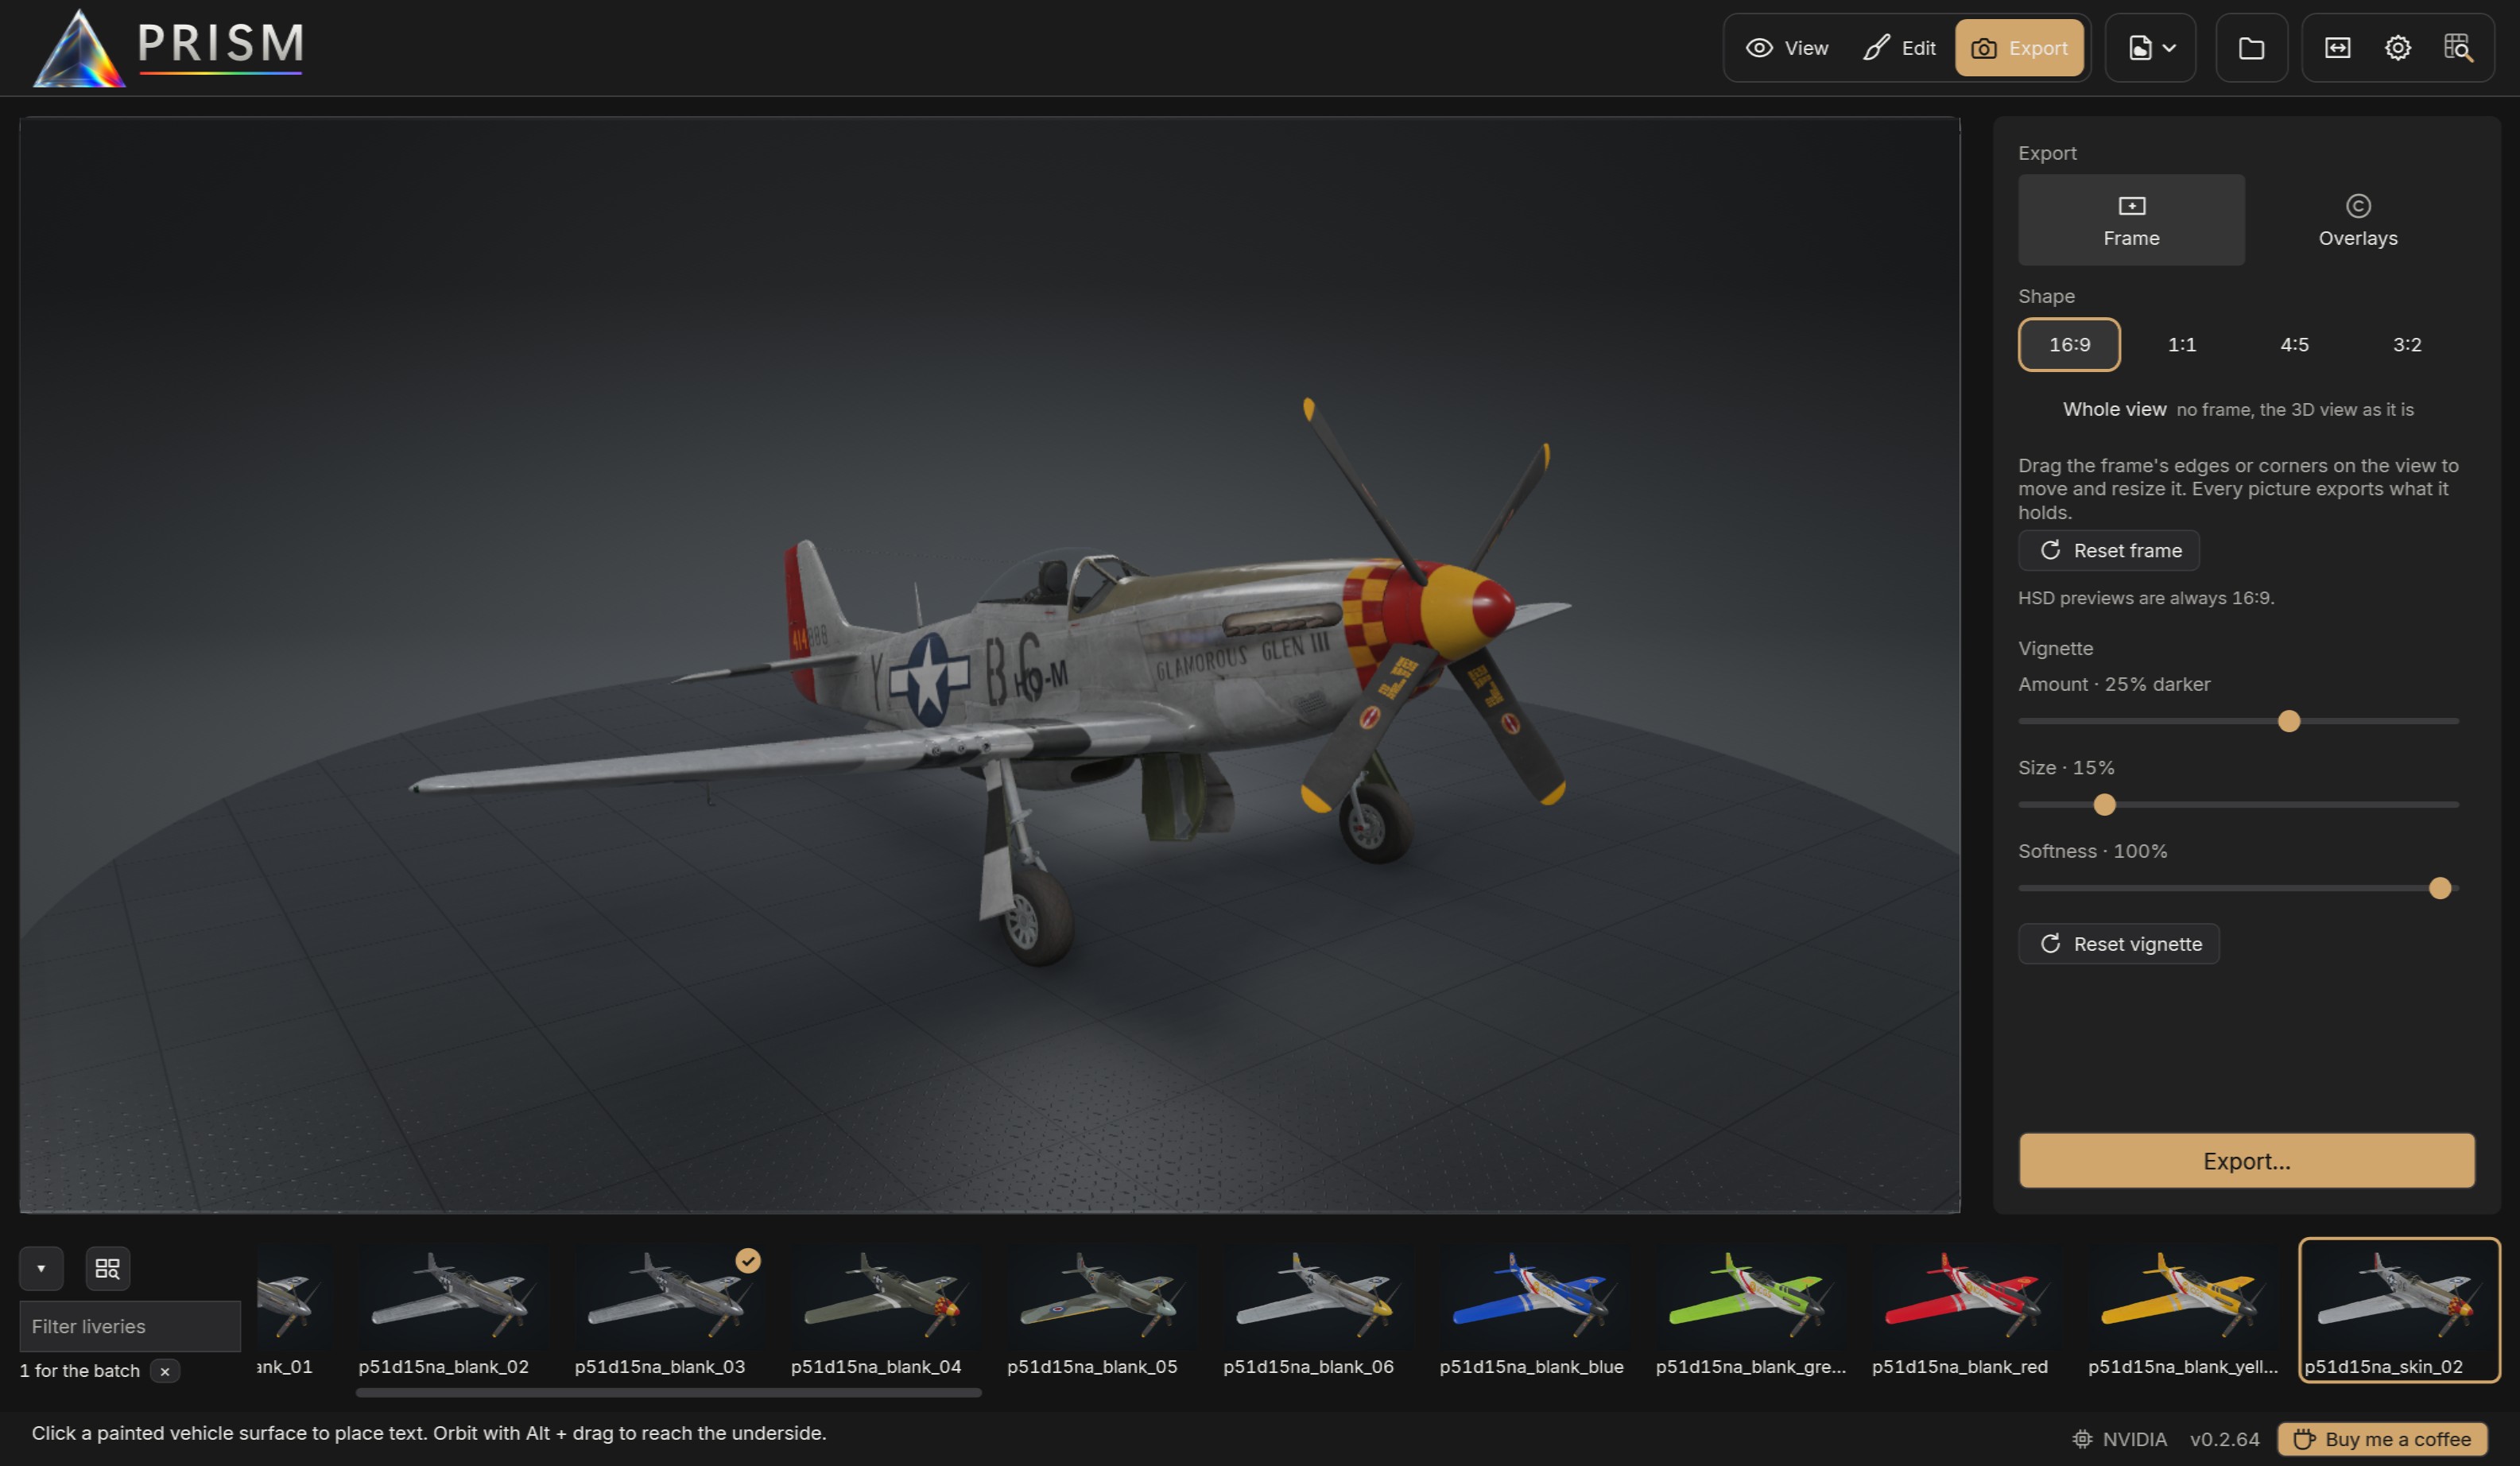 PRISM
View
Edit
Export
Export
Frame
Overlays
Shape
16:9
1:1
4:5
3:2
Whole view no frame, the 3D view as it is
Drag the frame's edges or corners on the view to
move and resize it. Every picture exports what it
holds.
Reset frame
HSD previews are always 16:9.
Vignette
Amount · 25% darker
Size · 15%
Softness · 100%
Reset vignette
Export...
414
Y
B6
HO-M
GLAMOROUS GLEN III
Filter liveries
1 for the batch
ank_01
p51d15na_blank_02
p51d15na_blank_03
p51d15na_blank_04
p51d15na_blank_05
p51d15na_blank_06
p51d15na_blank_blue
p51d15na_blank_gre...
p51d15na_blank_red
p51d15na_blank_yell...
p51d15na_skin_02
Click a painted vehicle surface to place text. Orbit with Alt + drag to reach the underside.
NVIDIA
v0.2.64
Buy me a coffee